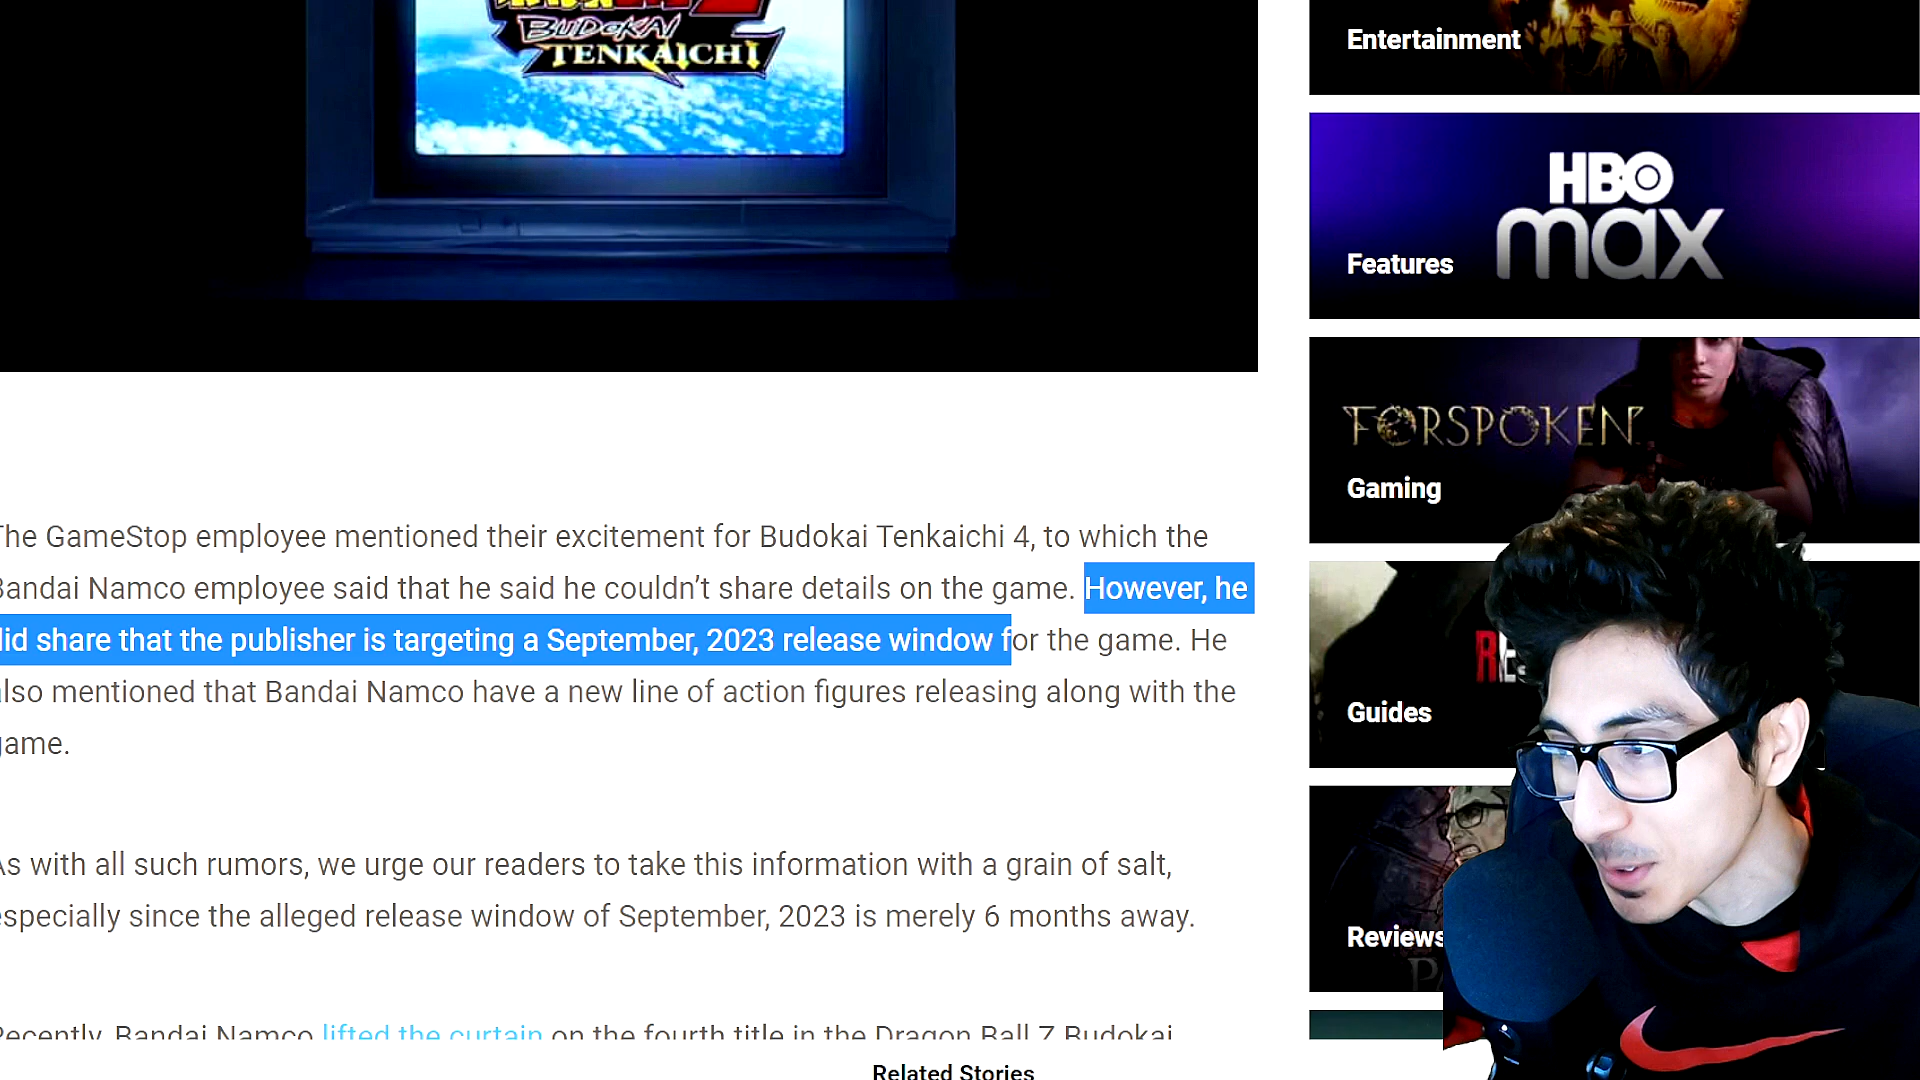 BUDOKAI
TENKAICHI
Entertainment
HBO
max
Features
FORSPOKEN
Gaming
The GameStop employee mentioned their excitement for Budokai Tenkaichi 4, to which the
Bandai Namco employee said that he said he couldn’t share details on the game. However, he
did share that the publisher is targeting a September, 2023 release window for the game. He
also mentioned that Bandai Namco have a new line of action figures releasing along with the
game.
Guides
As with all such rumors, we urge our readers to take this information with a grain of salt,
especially since the alleged release window of September, 2023 is merely 6 months away.
Reviews
Recently, Bandai Namco lifted the curtain on the fourth title in the Dragon Ball Z Budokai
Related Stories